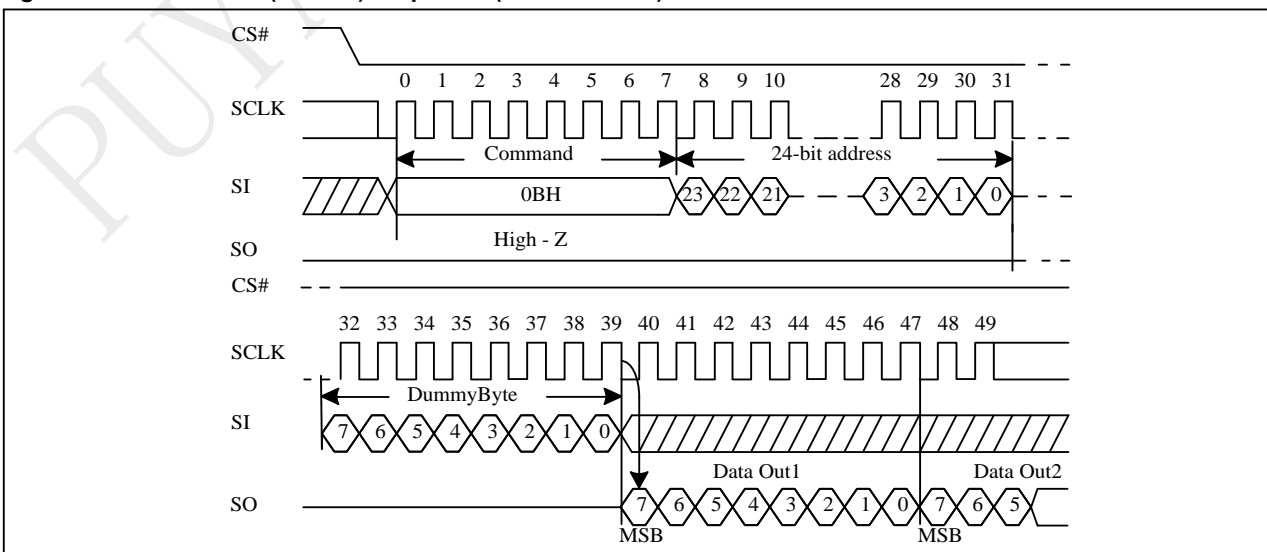 PUYA
CS#
0 1 2 3 4 5 6 7 8 9 10 28 29 30 31
SCLK
Command 24-bit address
SI 0BH 23 22 21 3 2 1 0
High - Z
SO
CS#
32 33 34 35 36 37 38 39 40 41 42 43 44 45 46 47 48 49
SCLK
DummyByte
SI 7 6 5 4 3 2 1 0
Data Out1 Data Out2
SO 7 6 5 4 3 2 1 0 7 6 5
MSB MSB